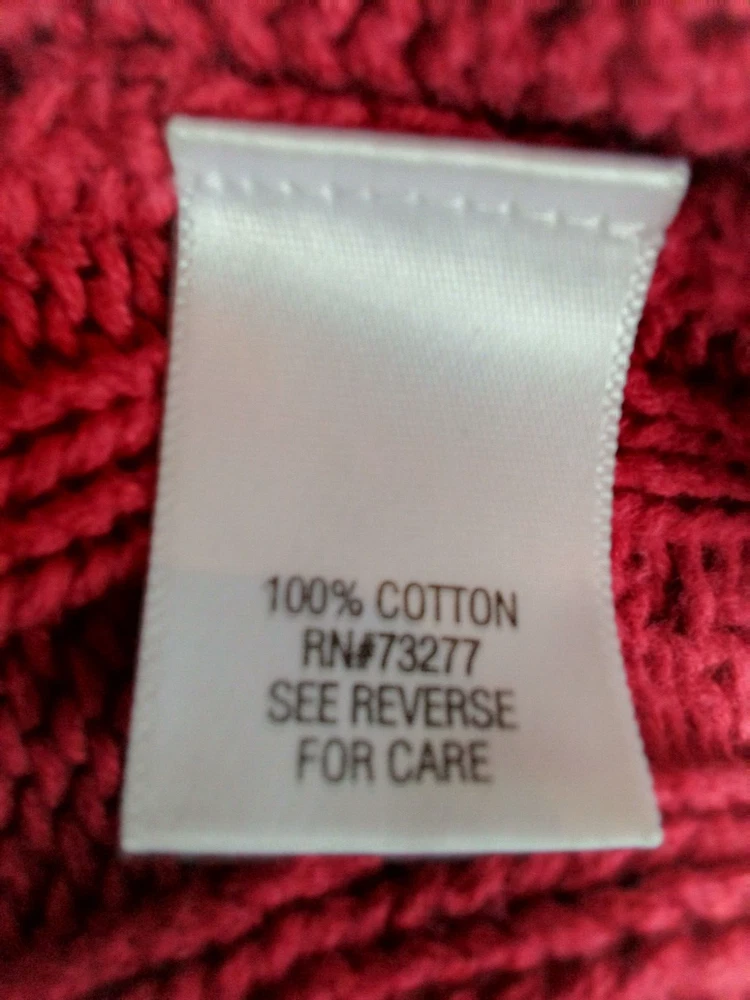 100% COTTON
RN#73277
SEE REVERSE
FOR CARE